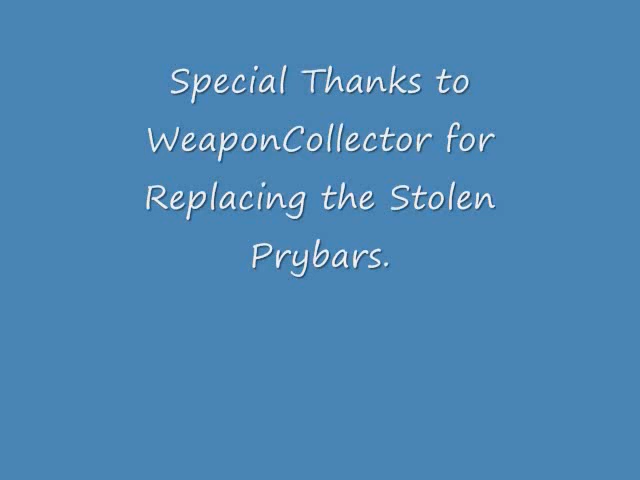 Special Thanks to
WeaponCollector for
Replacing the Stolen
Prybars.